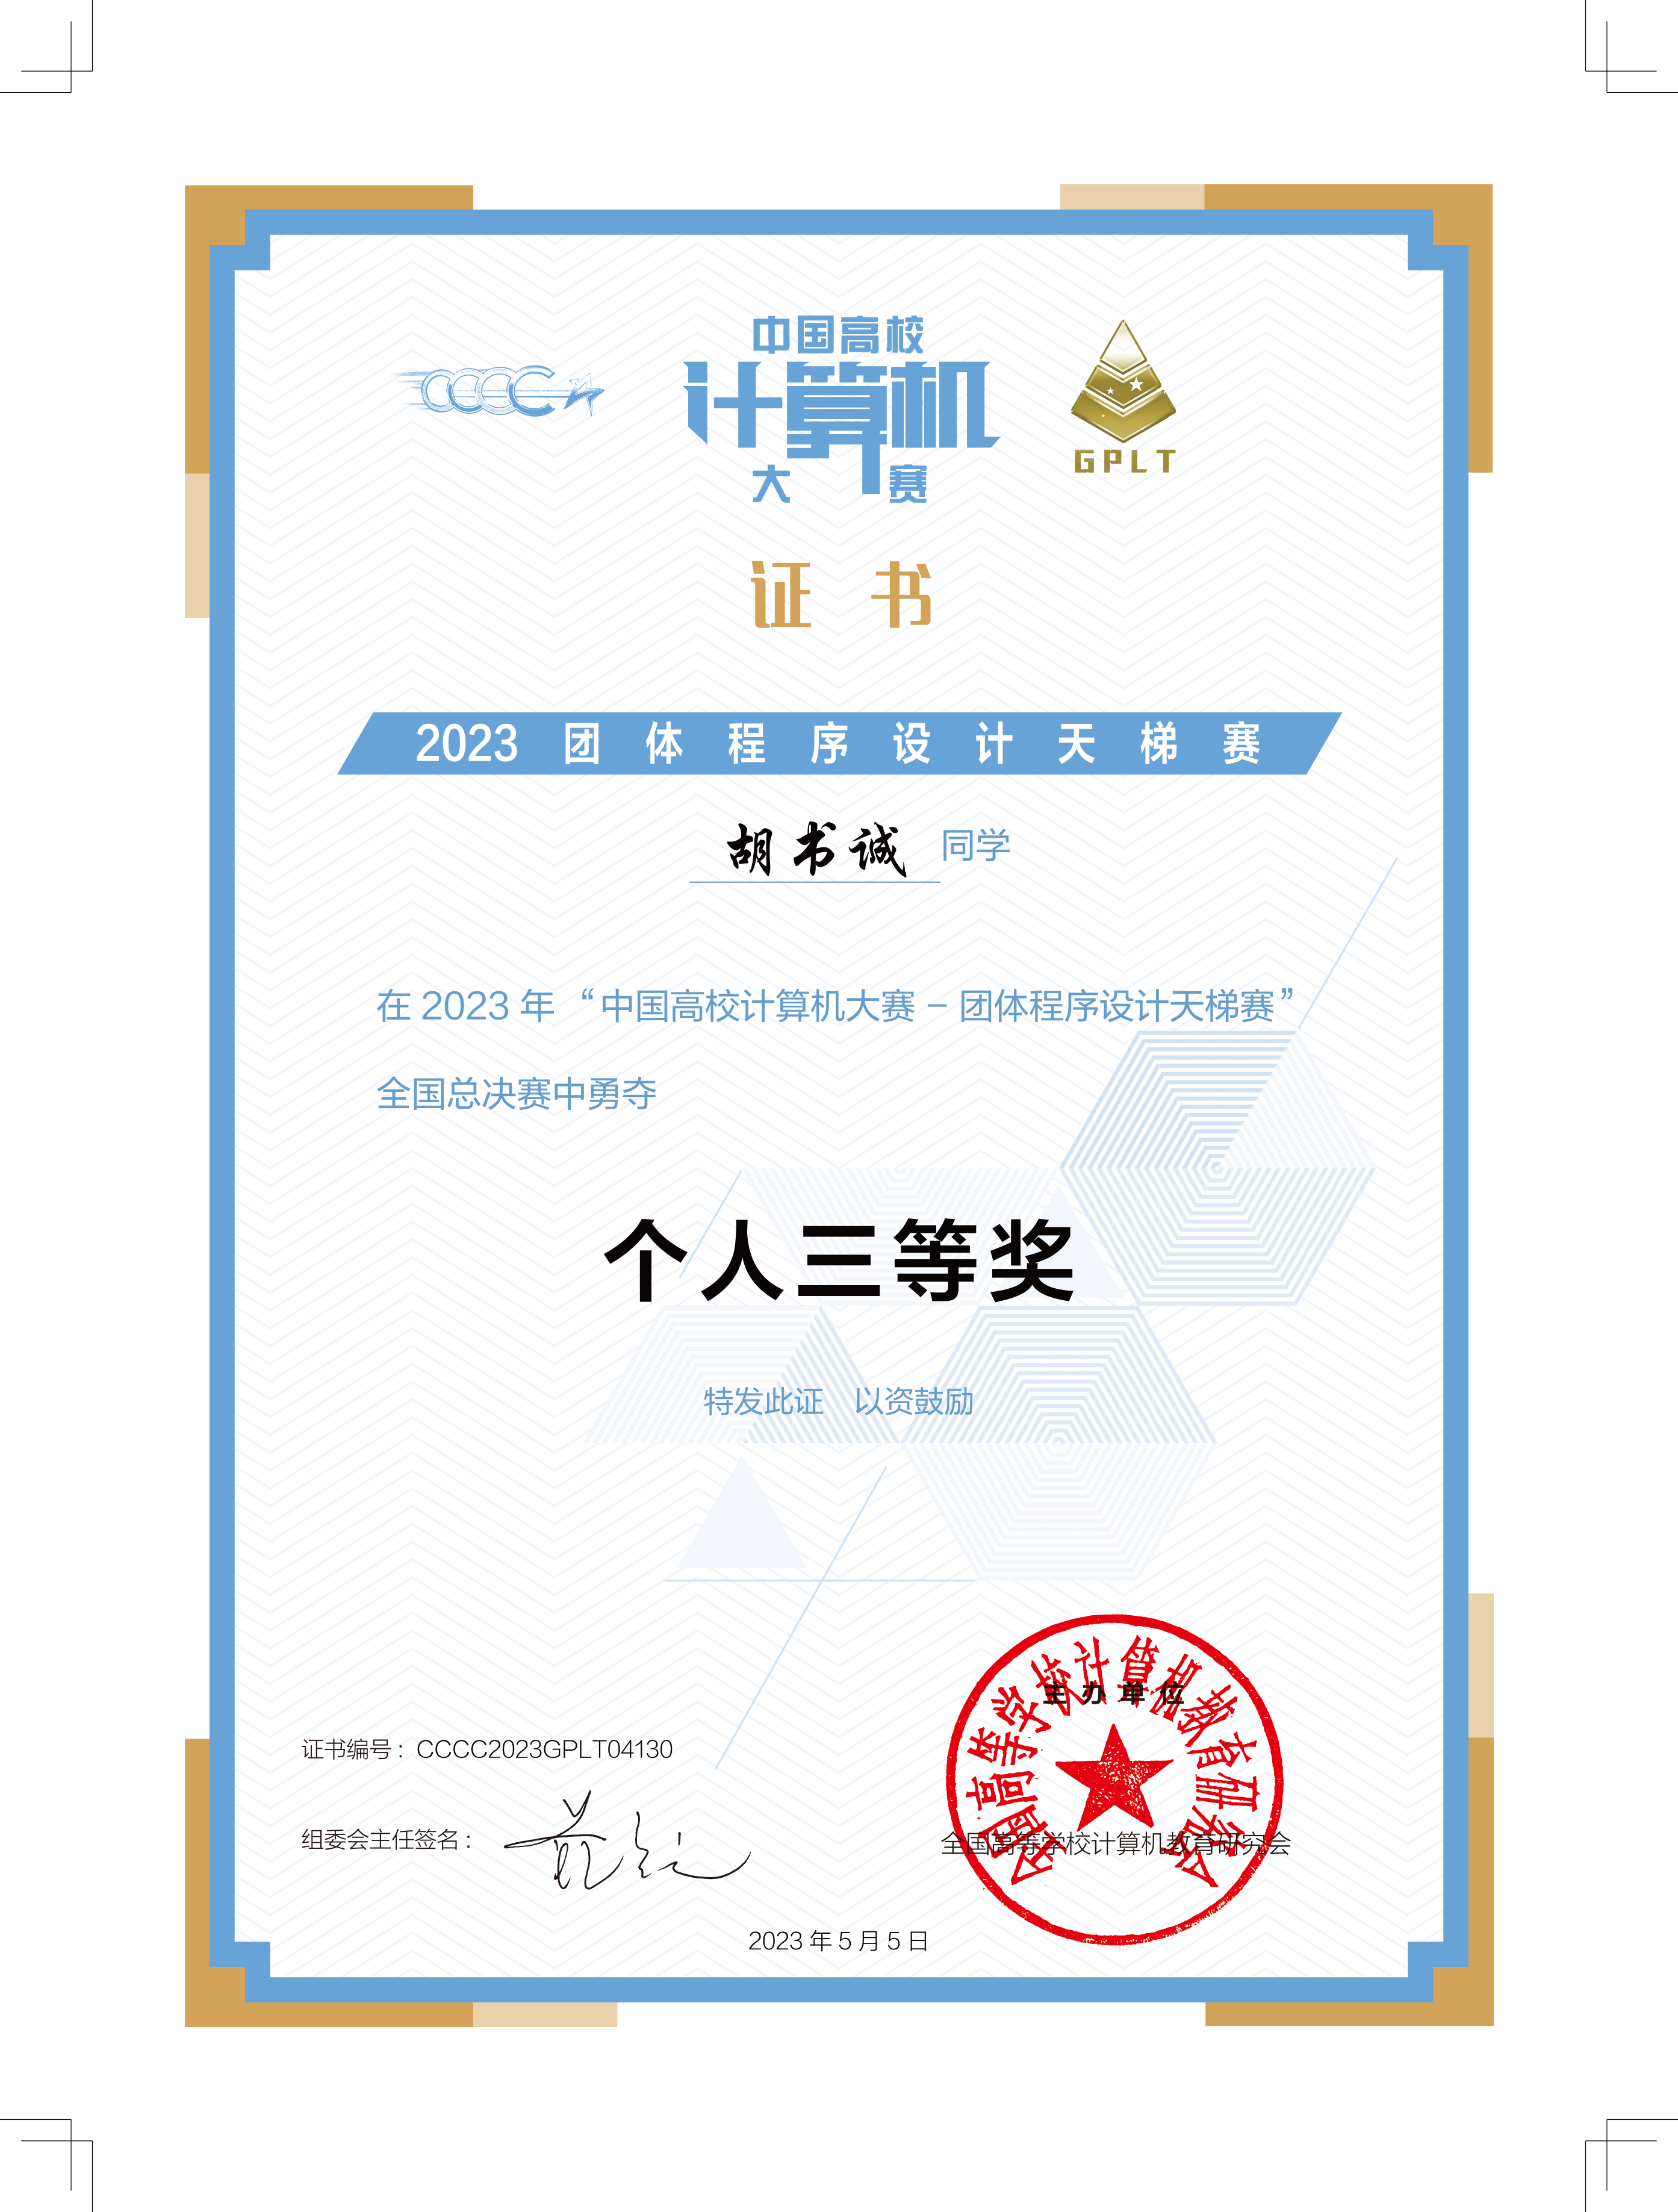 CCCC
中国高校
计算机
大赛
GPLT
证书
2023团体程序设计天梯赛
胡书诚 同学
在 2023 年 “中国高校计算机大赛 – 团体程序设计天梯赛”
全国总决赛中勇夺
个人三等奖
特发此证 以资鼓励
主办单位
全国高等学校计算机教育研究会
证书编号：CCCC2023GPLT04130
组委会主任签名：
全国高等学校计算机教育研究会
2023 年 5 月 5 日